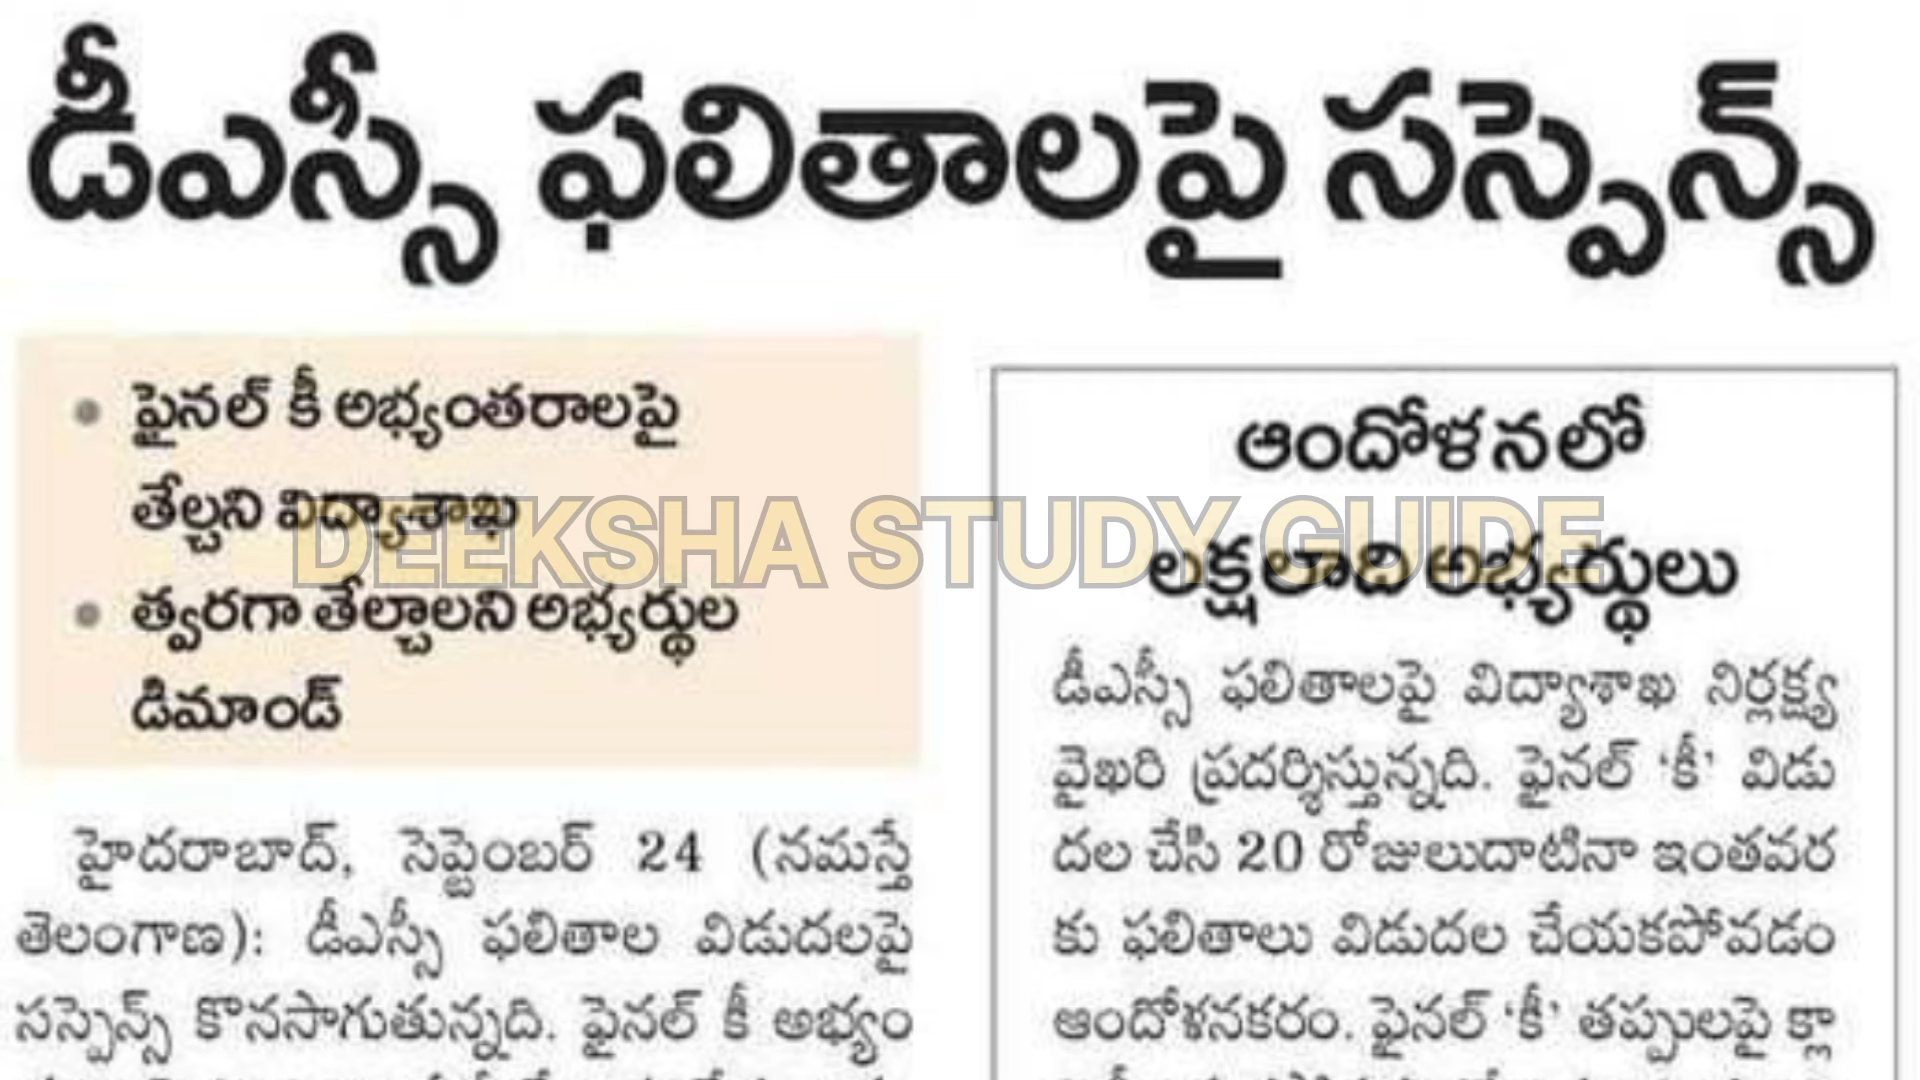 డీఎస్సీ ఫలితాలపై సస్పెన్స్
ఫైనల్ కీ అభ్యంతరాలపై
తేల్చని విద్యాశాఖ
త్వరగా తేల్చాలని అభ్యర్థుల
డిమాండ్
హైదరాబాద్, సెప్టెంబర్ 24 (నమస్తే
తెలంగాణ): డీఎస్సీ ఫలితాల విడుదలపై
సస్పెన్స్ కొనసాగుతున్నది. ఫైనల్ కీ అభ్యం
ఆందోళనలో
లక్షలాది అభ్యర్థులు
డీఎస్సీ ఫలితాలపై విద్యాశాఖ నిర్లక్ష్య
వైఖరి ప్రదర్శిస్తున్నది. ఫైనల్ ‘కీ’ విడు
దల చేసి 20 రోజులుదాటినా ఇంతవర
కు ఫలితాలు విడుదల చేయకపోవడం
ఆందోళనకరం. ఫైనల్ ‘కీ’ తప్పులపై క్లా
DEEKSHA STUDY GUIDE